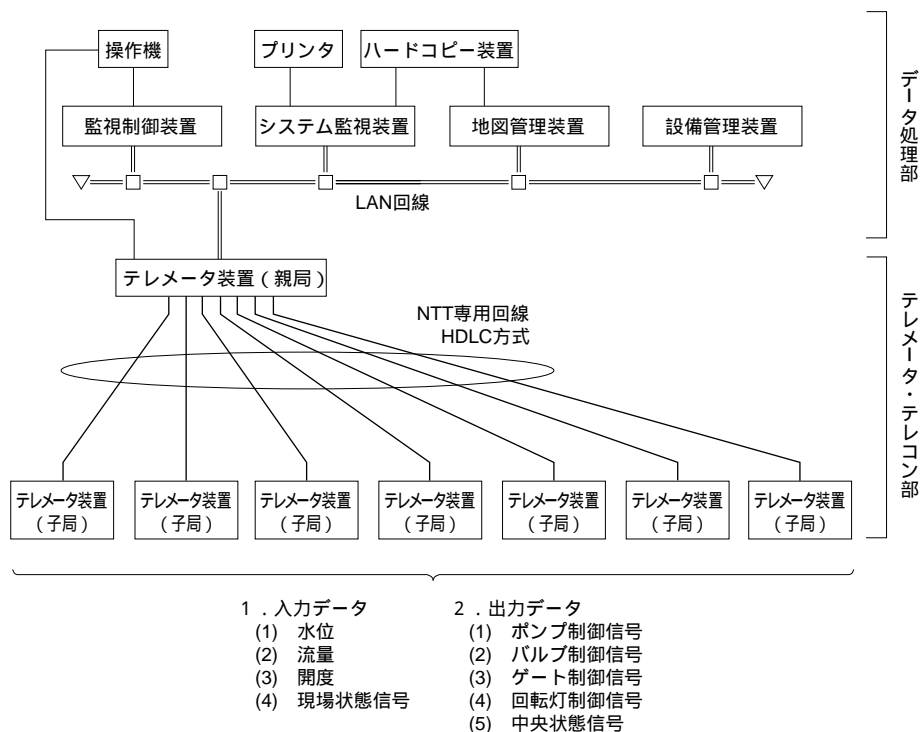 操作機
プリンタ
ハードコピー装置
監視制御装置
システム監視装置
地図管理装置
設備管理装置
LAN回線
データ処理部
テレメータ装置（親局）
NTT専用回線
HDLC方式
テレメータ・テレコン部
テレメータ装置
（子局）
テレメータ装置
（子局）
テレメータ装置
（子局）
テレメータ装置
（子局）
テレメータ装置
（子局）
テレメータ装置
（子局）
テレメータ装置
（子局）
1．入力データ
(1) 水位
(2) 流量
(3) 開度
(4) 現場状態信号
2．出力データ
(1) ポンプ制御信号
(2) バルブ制御信号
(3) ゲート制御信号
(4) 回転灯制御信号
(5) 中央状態信号